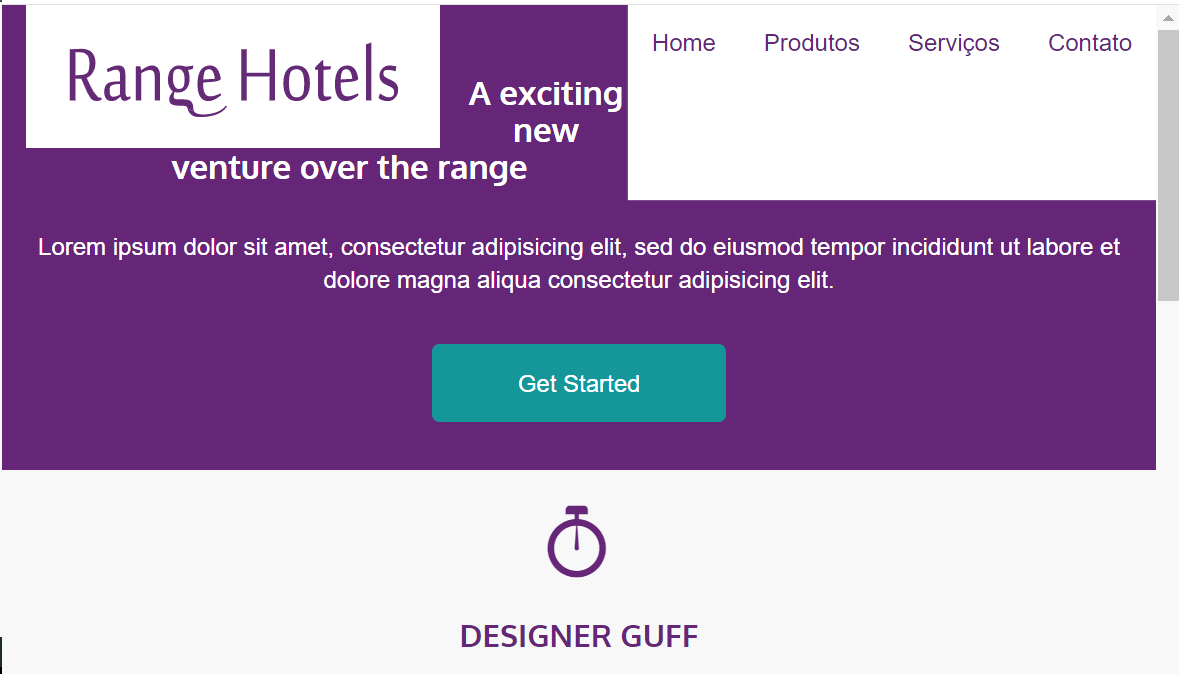 Range Hotels
Home Produtos Serviços Contato
A exciting
new
venture over the range
Lorem ipsum dolor sit amet, consectetur adipisicing elit, sed do eiusmod tempor incididunt ut labore et
dolore magna aliqua consectetur adipisicing elit.
Get Started
DESIGNER GUFF